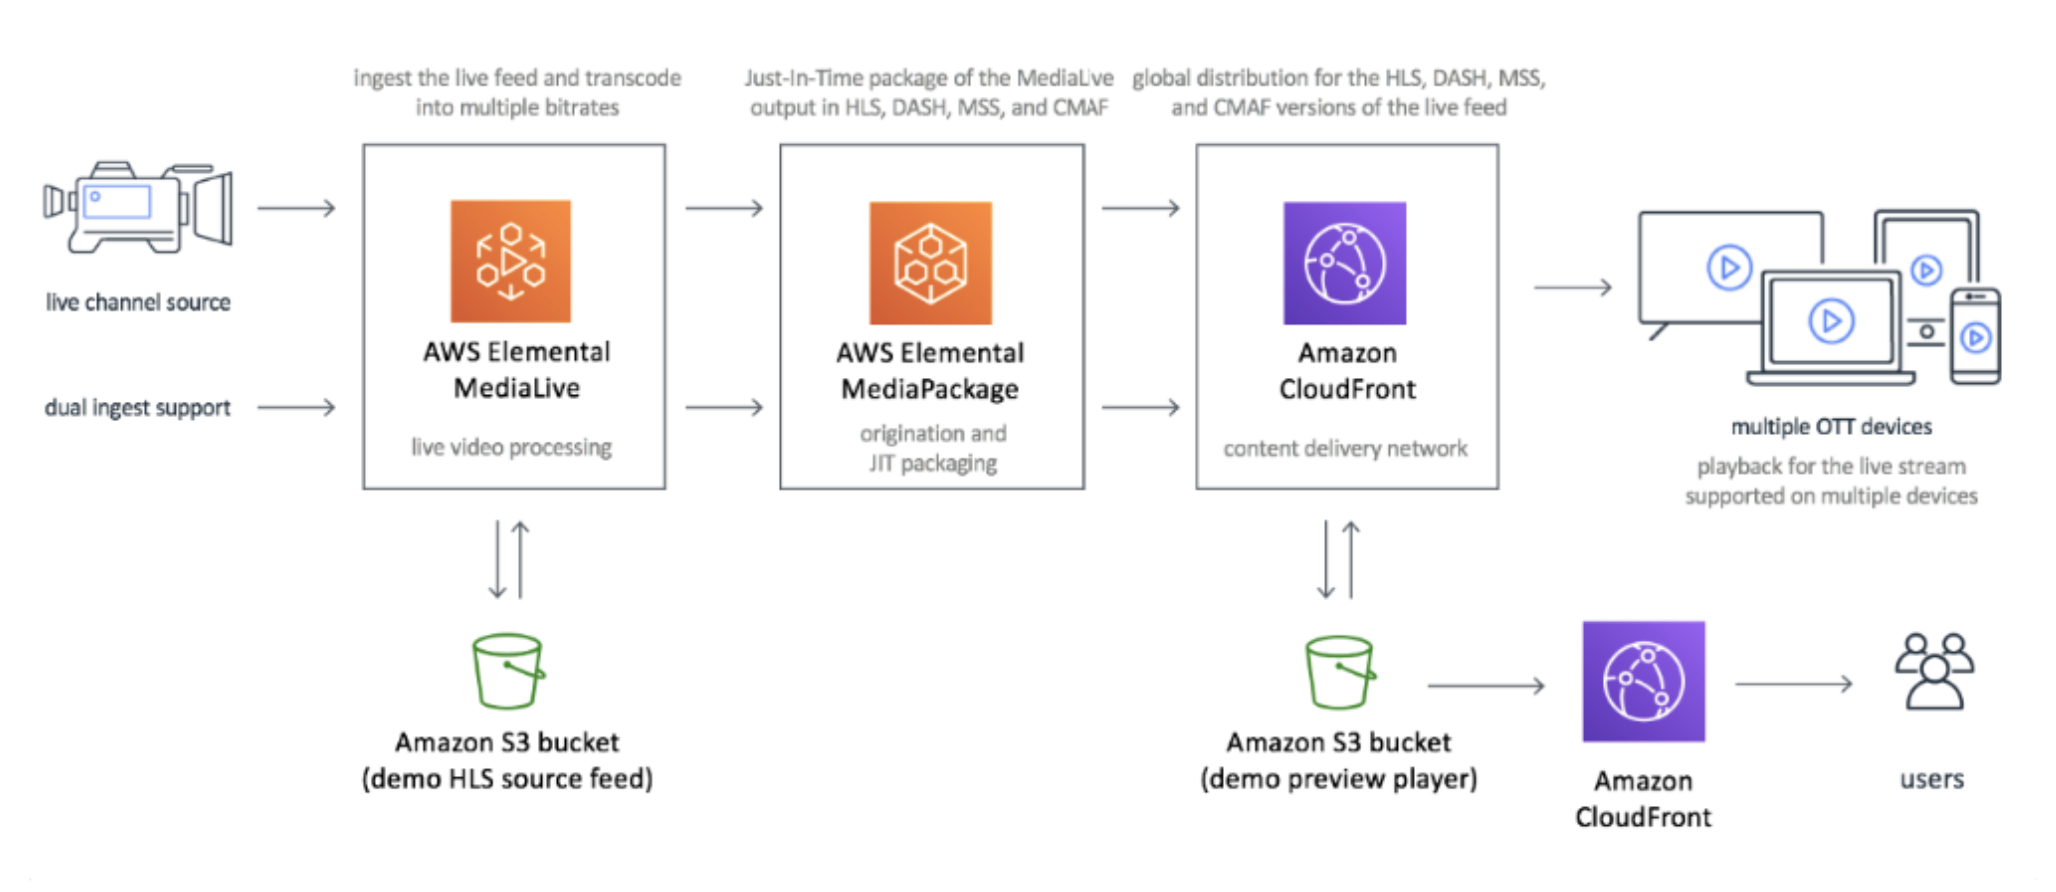 ingest the live feed and transcode
into multiple bitrates
Just-In-Time package of the MediaLive
output in HLS, DASH, MSS, and CMAF
global distribution for the HLS, DASH, MSS,
and CMAF versions of the live feed
live channel source
dual ingest support
AWS Elemental
MediaLive
live video processing
AWS Elemental
MediaPackage
origination and
JIT packaging
Amazon
CloudFront
content delivery network
multiple OTT devices
playback for the live stream
supported on multiple devices
Amazon S3 bucket
(demo HLS source feed)
Amazon S3 bucket
(demo preview player)
Amazon
CloudFront
users